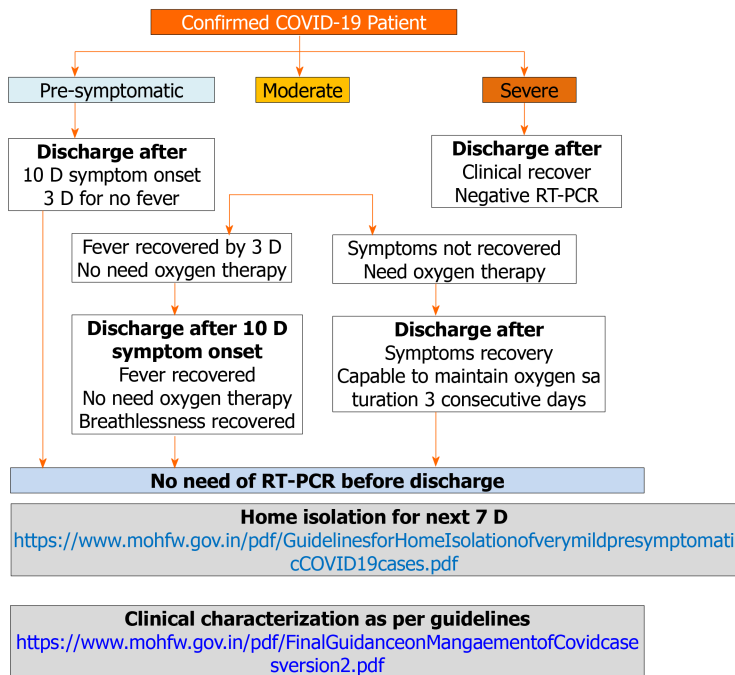 Confirmed COVID-19 Patient
Pre-symptomatic
Moderate
Severe
Discharge after
10 D symptom onset
3 D for no fever
Discharge after
Clinical recover
Negative RT-PCR
Fever recovered by 3 D
No need oxygen therapy
Symptoms not recovered
Need oxygen therapy
Discharge after 10 D
symptom onset
Fever recovered
No need oxygen therapy
Breathlessness recovered
Discharge after
Symptoms recovery
Capable to maintain oxygen sa
turation 3 consecutive days
No need of RT-PCR before discharge
Home isolation for next 7 D
https://www.mohfw.gov.in/pdf/GuidelinesforHomeIsolationofverymildpresymptomati
cCOVID19cases.pdf
Clinical characterization as per guidelines
https://www.mohfw.gov.in/pdf/FinalGuidanceonMangaementofCovidcase
sversion2.pdf